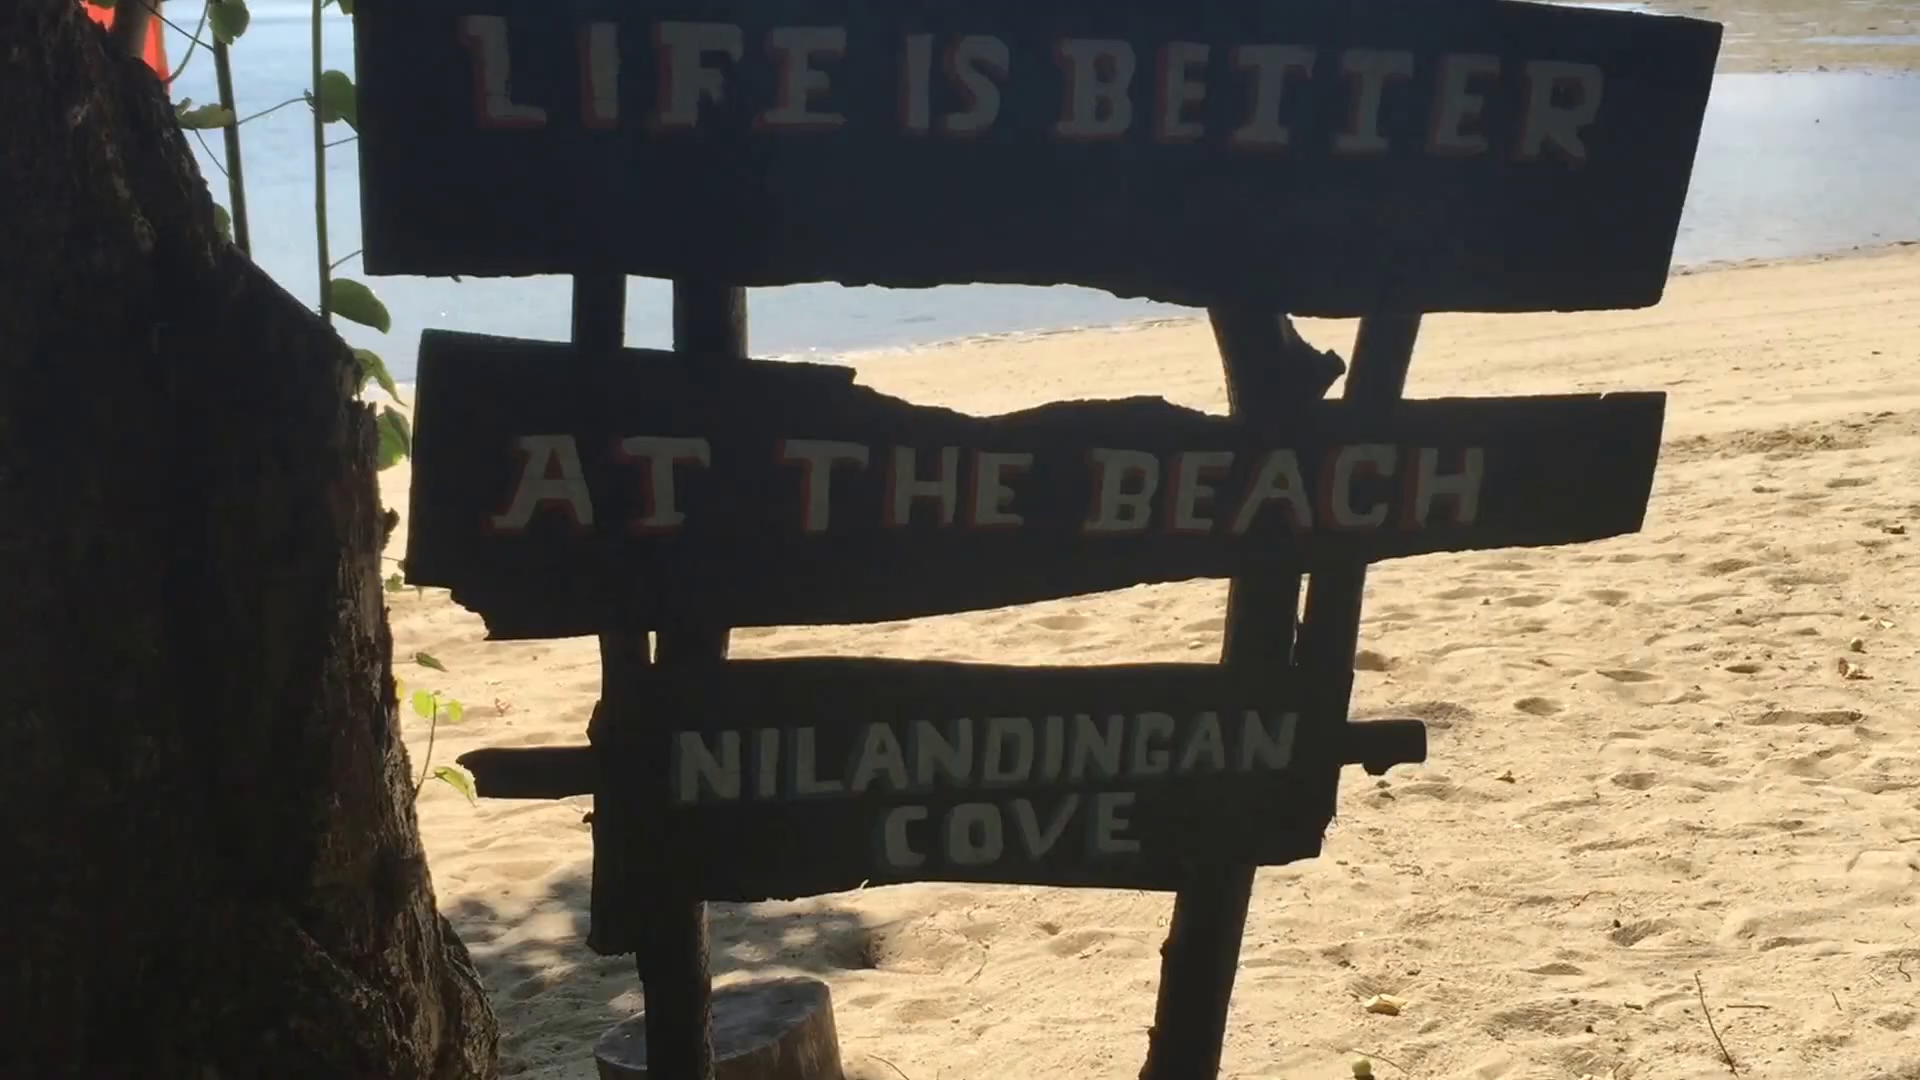 LIFE IS BETTER
AT THE BEACH
NILANDINGAN
COVE